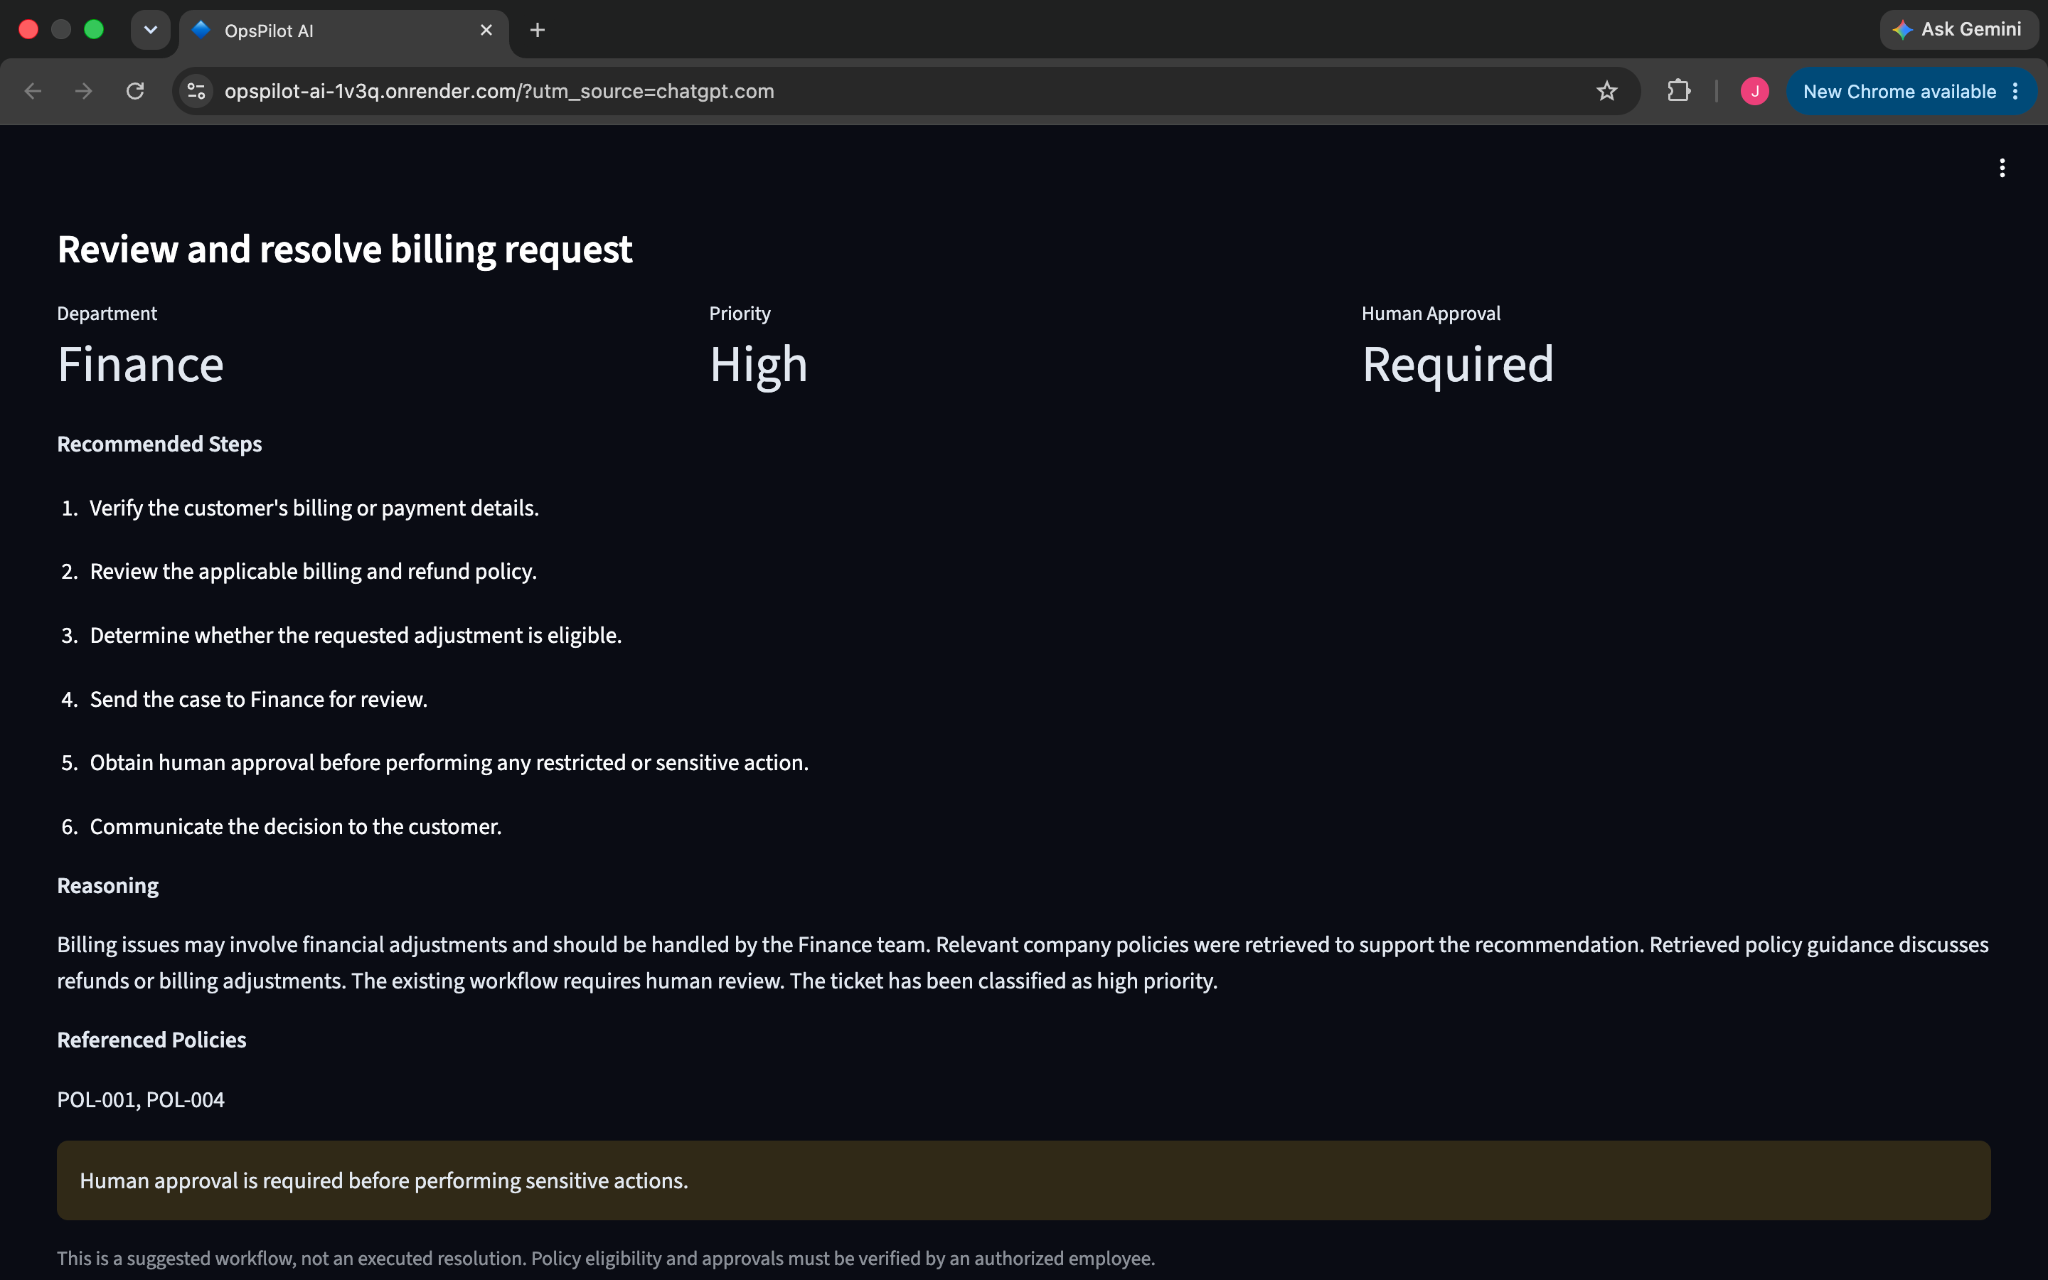 OpsPilot AI
Ask Gemini
opspilot-ai-1v3q.onrender.com/?utm_source=chatgpt.com
J
New Chrome available
Review and resolve billing request
Department
Priority
Human Approval
Finance
High
Required
Recommended Steps
1. Verify the customer's billing or payment details.
2. Review the applicable billing and refund policy.
3. Determine whether the requested adjustment is eligible.
4. Send the case to Finance for review.
5. Obtain human approval before performing any restricted or sensitive action.
6. Communicate the decision to the customer.
Reasoning
Billing issues may involve financial adjustments and should be handled by the Finance team. Relevant company policies were retrieved to support the recommendation. Retrieved policy guidance discusses
refunds or billing adjustments. The existing workflow requires human review. The ticket has been classified as high priority.
Referenced Policies
POL-001, POL-004
Human approval is required before performing sensitive actions.
This is a suggested workflow, not an executed resolution. Policy eligibility and approvals must be verified by an authorized employee.